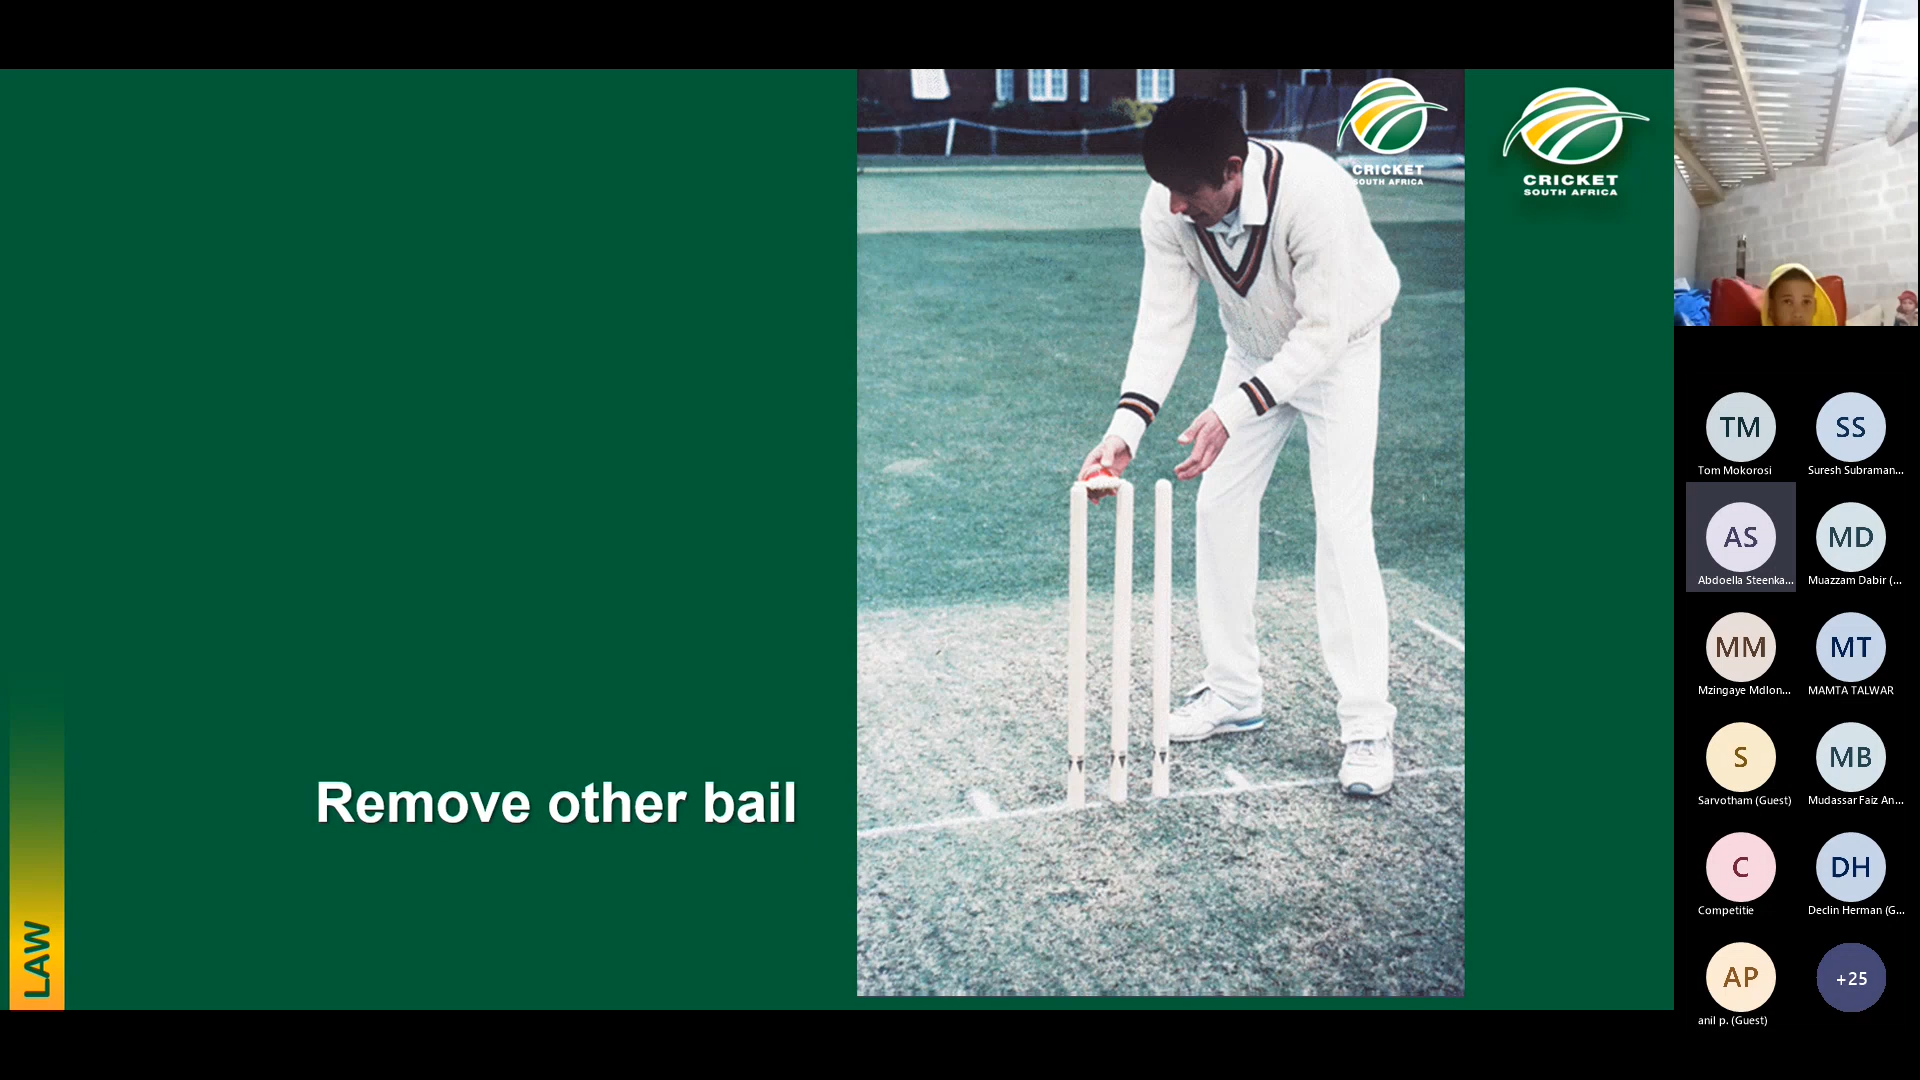 CRICKET
SOUTH AFRICA
CRICKET
SOUTH AFRICA
Remove other bail
LAW
TM
Tom Mokorosi
SS
Suresh Subraman...
AS
Abdoella Steenka...
MD
Muazzam Dabir (...
MM
Mzingaye Mdlon...
MT
MAMTA TALWAR
S
Sarvotham (Guest)
MB
Mudassar Faiz An...
C
Competitie
DH
Declin Herman (G...
AP
anil p. (Guest)
+25